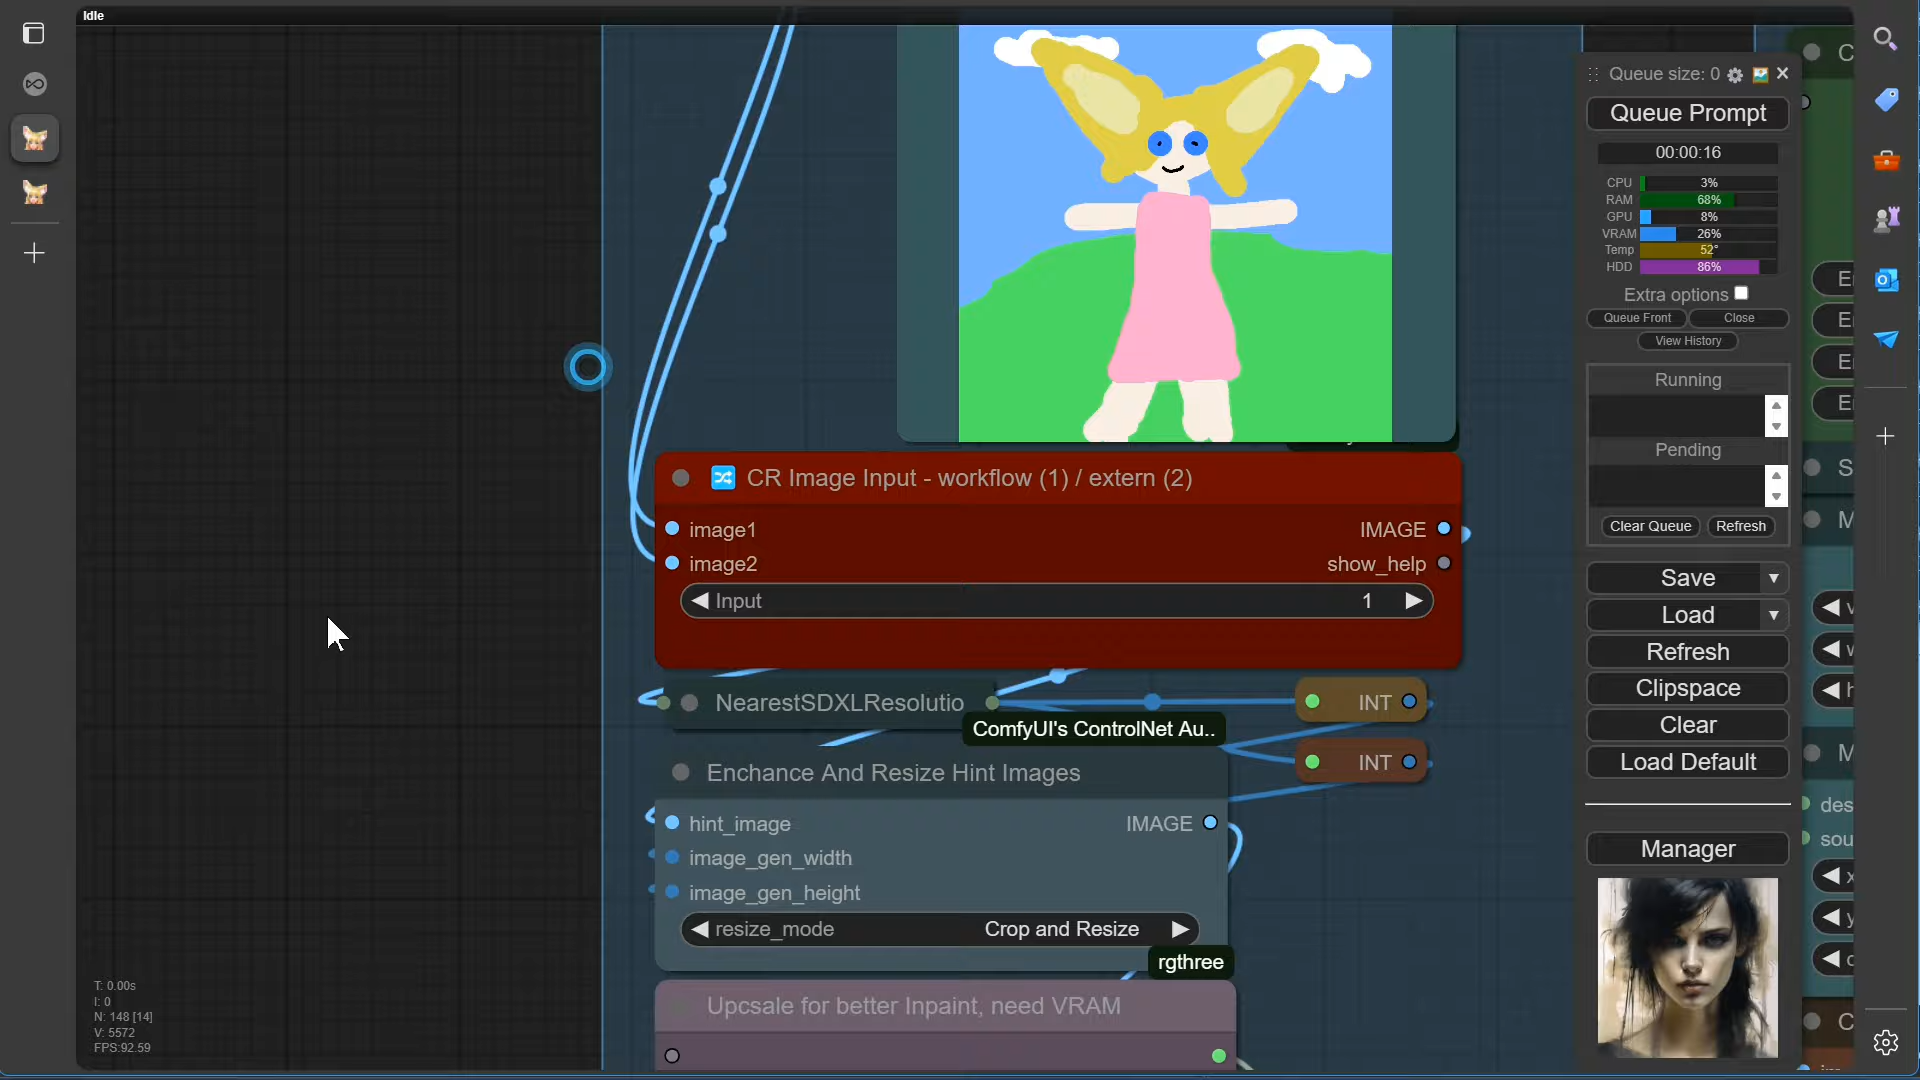 Idle
Queue size: 0
Queue Prompt
00:00:16
CPU 3%
RAM 68%
GPU 8%
VRAM 26%
Temp 52°
HDD 86%
Extra options
Queue Front Close
View History
Running
Pending
Clear Queue Refresh
Save
Load
Refresh
Clipspace
Clear
Load Default
Manager
CR Image Input - workflow (1) / extern (2)
image1 IMAGE
image2 show_help
Input 1
NearestSDXLResolutio
INT
ComfyUI's ControlNet Au..
INT
Enchance And Resize Hint Images
hint_image IMAGE
image_gen_width
image_gen_height
resize_mode Crop and Resize
rgthree
Upcsale for better Inpaint, need VRAM
T: 0.00s
I: 0
N: 148 [14]
V: 5572
FPS:92.59
des
sou